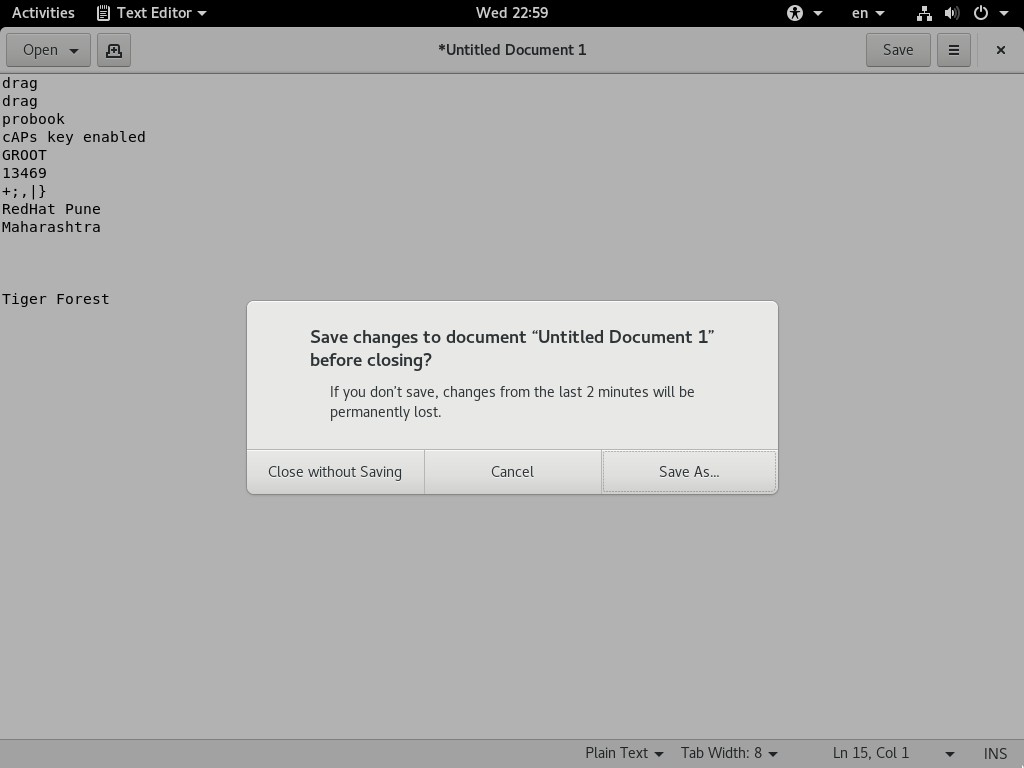 Activities Text Editor Wed 22:59 en
Open *Untitled Document 1 Save
drag
drag
probook
cAPs key enabled
GROOT
13469
+;,|}
RedHat Pune
Maharashtra
Tiger Forest
Save changes to document “Untitled Document 1”
before closing?
If you don’t save, changes from the last 2 minutes will be
permanently lost.
Close without Saving Cancel Save As...
Plain Text Tab Width: 8 Ln 15, Col 1 INS